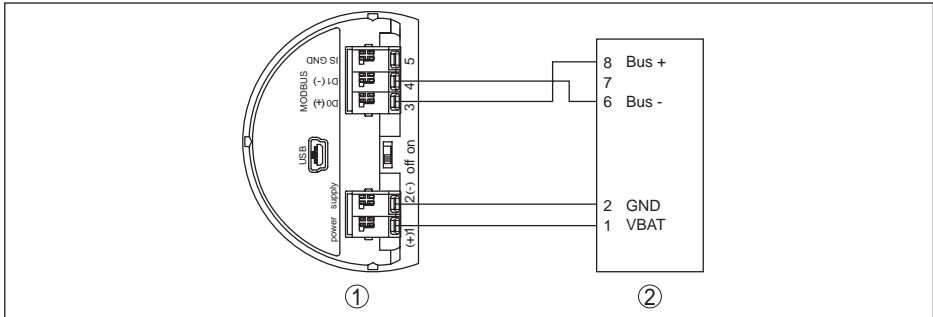 IS GND
D1 (-)
D0 (+)
MODBUS
5
4
3
USB
off on
power supply
2(-)
(+)1
8 Bus +
7
6 Bus -
2 GND
1 VBAT
1
2